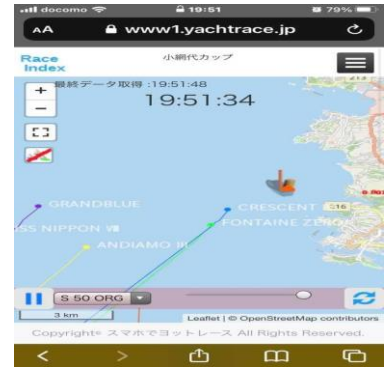 docomo 19:51 79%
AA www1.yachtrace.jp
Race Index
小網代カップ
最終データ取得 :19:51:48
19:51:34
+
−
GRANDBLUE
CRESCENT
FONTAINE
SS NIPPON
ANDIAMO III
S 50 ORG
3 km
Leaflet | © OpenStreetMap contributors
Copyright© スマホでヨットレース All Rights Reserved.